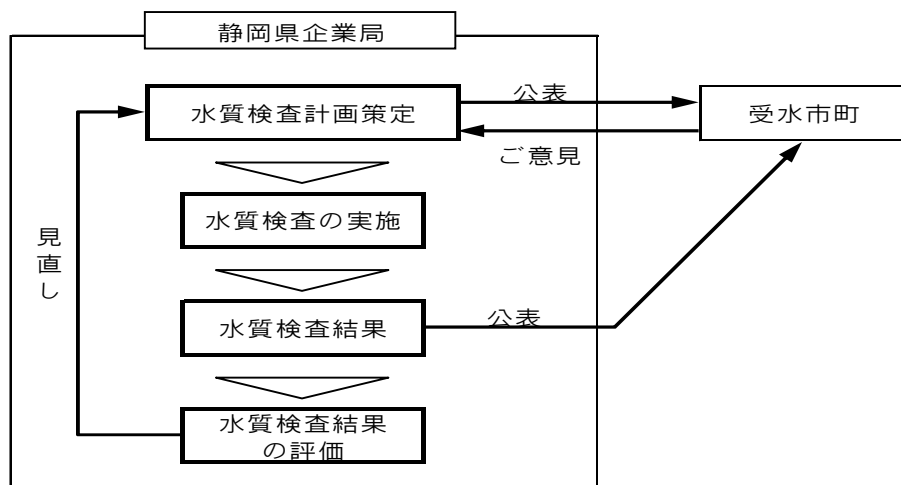 静岡県企業局
水質検査計画策定
公表
受水市町
ご意見
水質検査の実施
見直し
水質検査結果
公表
水質検査結果
の評価